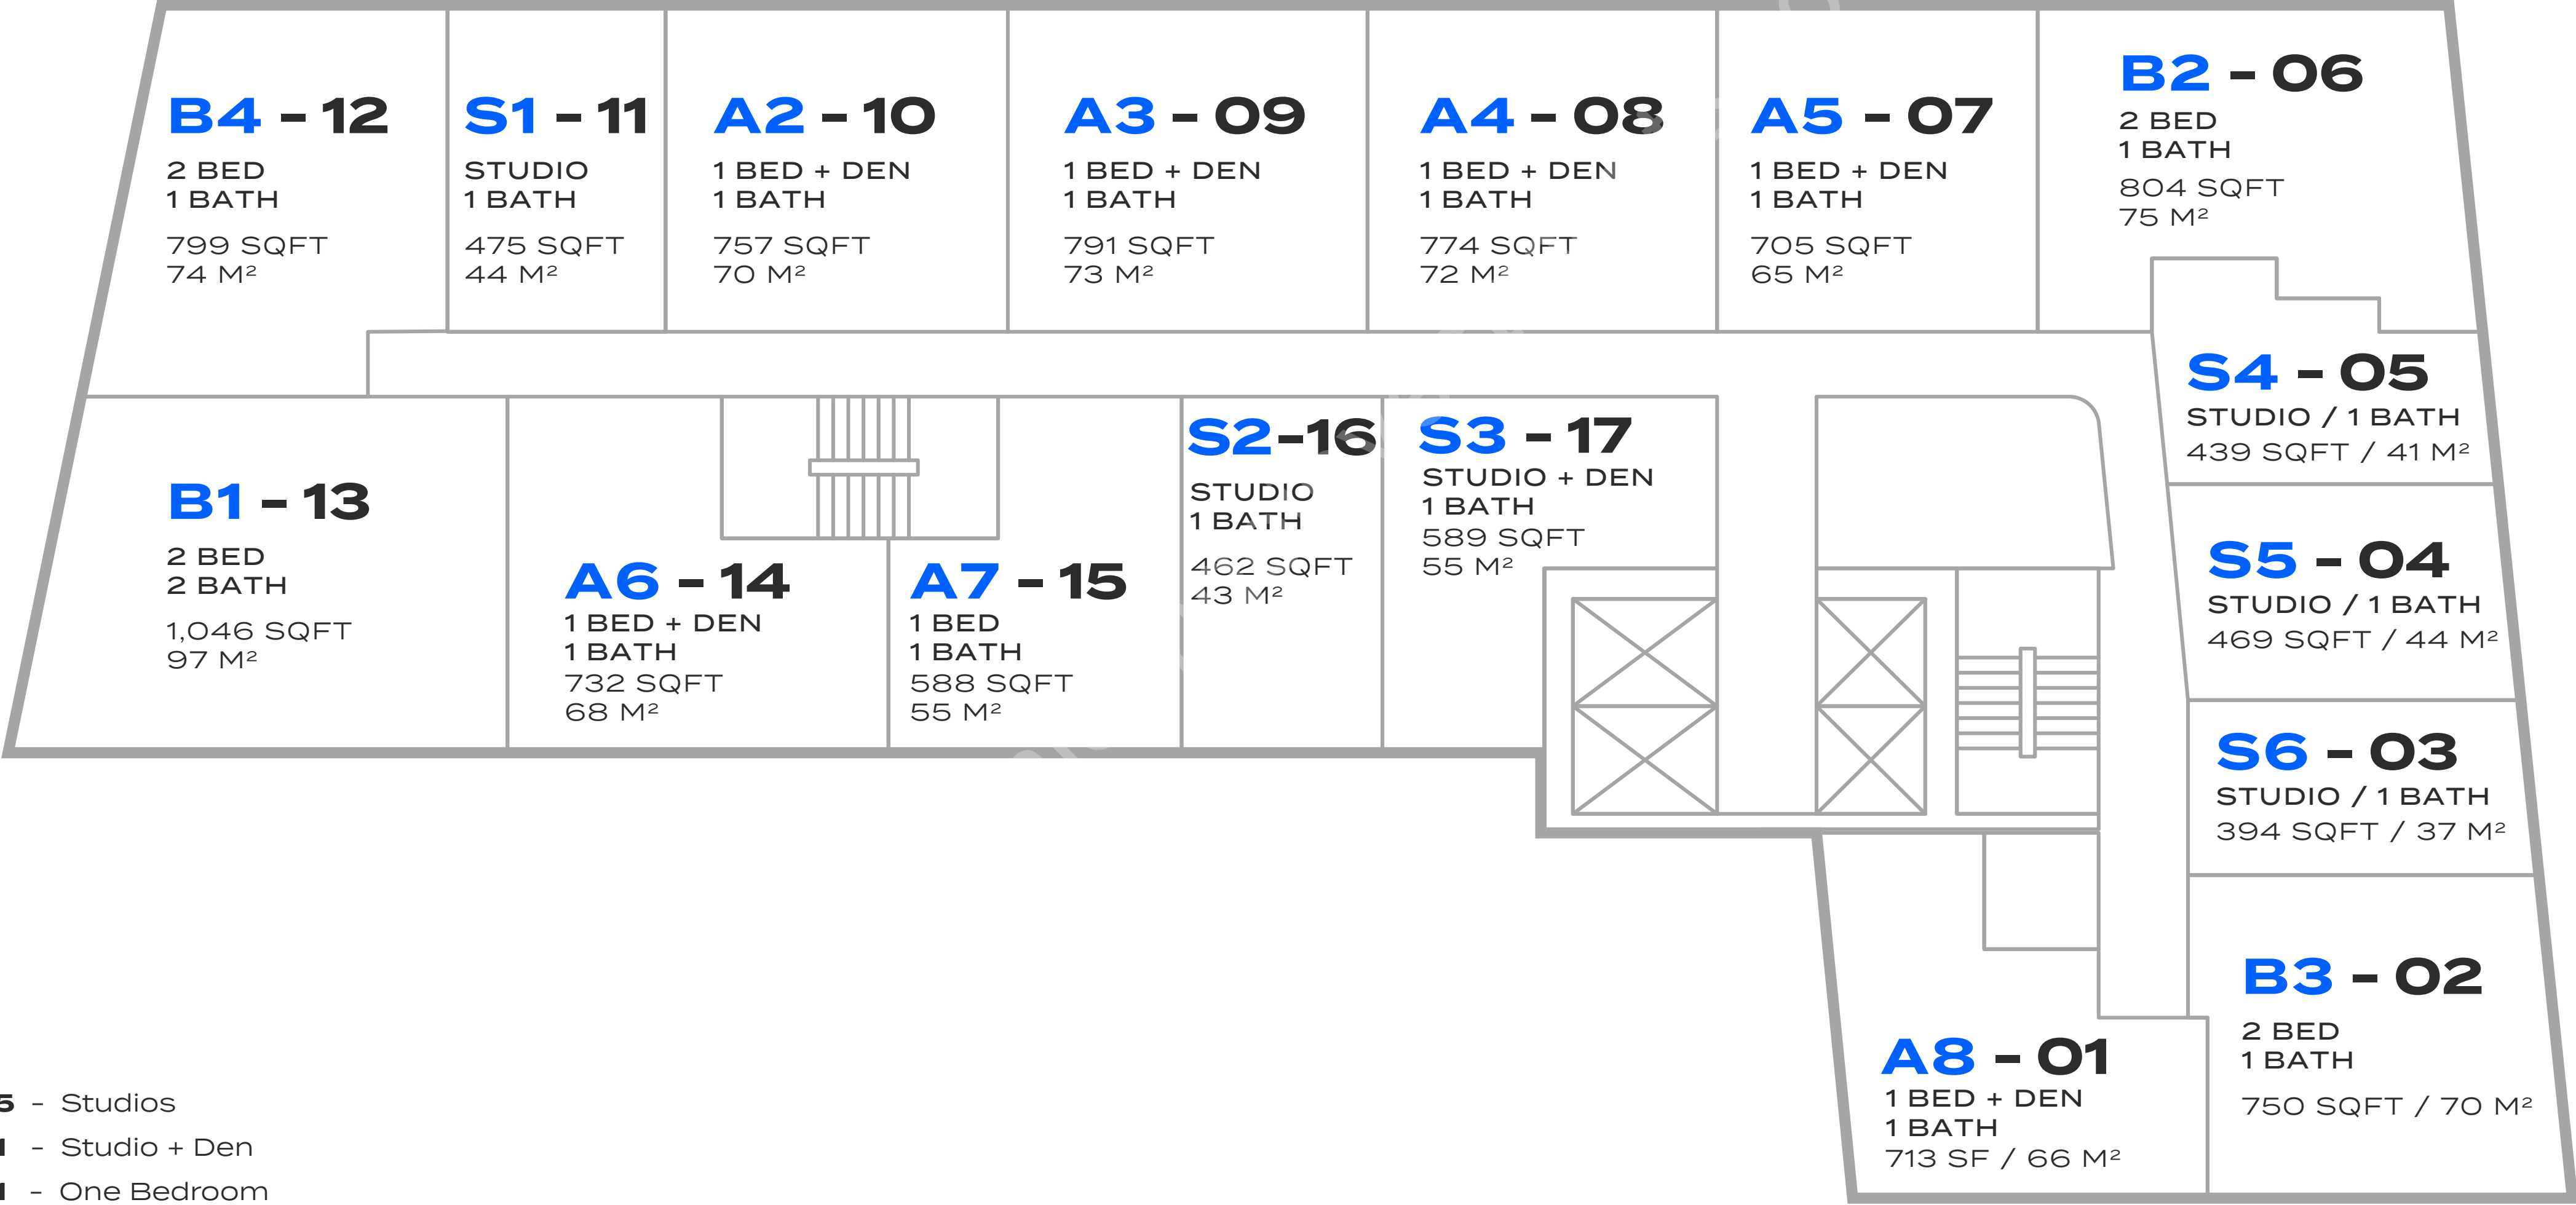 B4 - 12
2 BED
1 BATH
799 SQFT
74 M²
S1 - 11
STUDIO
1 BATH
475 SQFT
44 M²
A2 - 10
1 BED + DEN
1 BATH
757 SQFT
70 M²
A3 - 09
1 BED + DEN
1 BATH
791 SQFT
73 M²
A4 - 08
1 BED + DEN
1 BATH
774 SQFT
72 M²
A5 - 07
1 BED + DEN
1 BATH
705 SQFT
65 M²
B2 - 06
2 BED
1 BATH
804 SQFT
75 M²
S4 - 05
STUDIO / 1 BATH
439 SQFT / 41 M²
S5 - 04
STUDIO / 1 BATH
469 SQFT / 44 M²
S6 - 03
STUDIO / 1 BATH
394 SQFT / 37 M²
B3 - 02
2 BED
1 BATH
750 SQFT / 70 M²
A8 - 01
1 BED + DEN
1 BATH
713 SF / 66 M²
B1 - 13
2 BED
2 BATH
1,046 SQFT
97 M²
A6 - 14
1 BED + DEN
1 BATH
732 SQFT
68 M²
A7 - 15
1 BED
1 BATH
588 SQFT
55 M²
S2-16
STUDIO
1 BATH
462 SQFT
43 M²
S3 - 17
STUDIO + DEN
1 BATH
589 SQFT
55 M²
5 - Studios
1 - Studio + Den
1 - One Bedroom